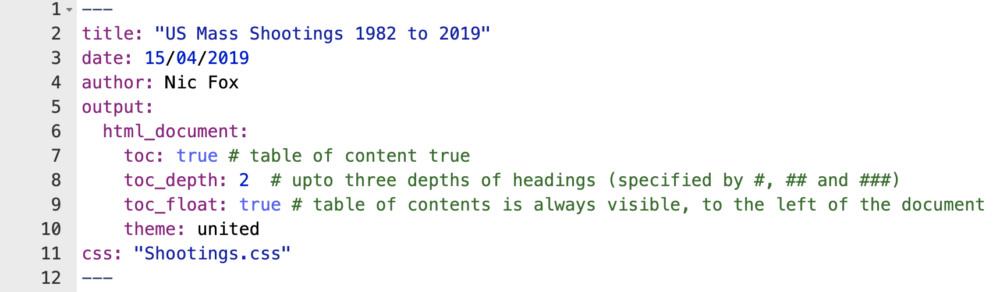 1 ---
2 title: "US Mass Shootings 1982 to 2019"
3 date: 15/04/2019
4 author: Nic Fox
5 output:
6   html_document:
7     toc: true # table of content true
8     toc_depth: 2  # upto three depths of headings (specified by #, ## and ###)
9     toc_float: true # table of contents is always visible, to the left of the document
10     theme: united
11 css: "Shootings.css"
12 ---